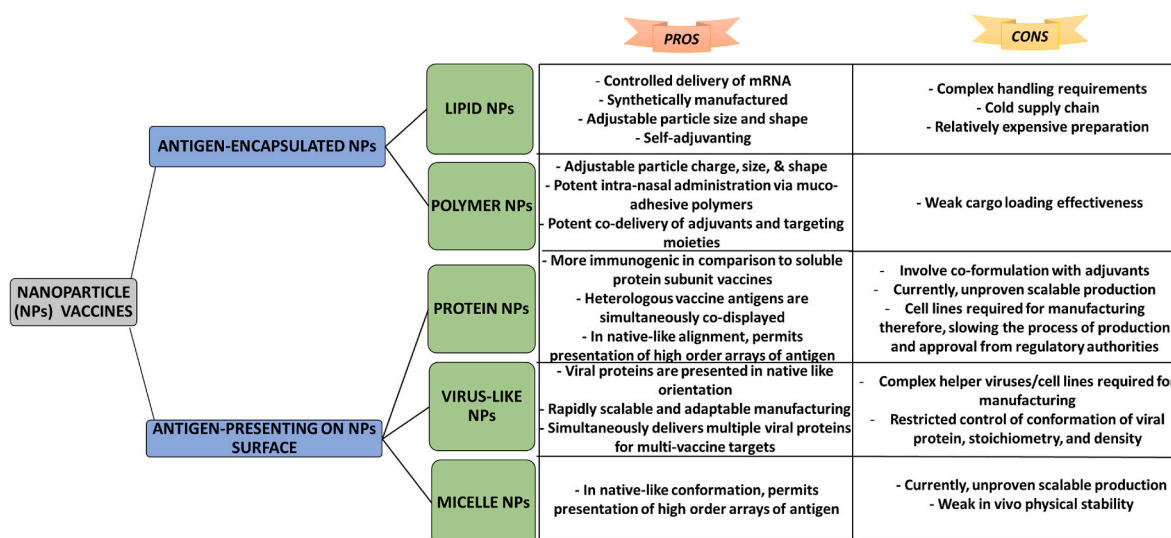 PROS
CONS
NANOPARTICLE
(NPs) VACCINES
ANTIGEN-ENCAPSULATED NPs
LIPID NPs
- Controlled delivery of mRNA
- Synthetically manufactured
- Adjustable particle size and shape
- Self-adjuvanting
- Complex handling requirements
- Cold supply chain
- Relatively expensive preparation
POLYMER NPs
- Adjustable particle charge, size, & shape
- Potent intra-nasal administration via muco-
adhesive polymers
- Potent co-delivery of adjuvants and targeting
moieties
- Weak cargo loading effectiveness
ANTIGEN-PRESENTING ON NPs
SURFACE
PROTEIN NPs
- More immunogenic in comparison to soluble
protein subunit vaccines
- Heterologous vaccine antigens are
simultaneously co-displayed
- In native-like alignment, permits
presentation of high order arrays of antigen
- Involve co-formulation with adjuvants
- Currently, unproven scalable production
- Cell lines required for manufacturing
therefore, slowing the process of production
and approval from regulatory authorities
VIRUS-LIKE
NPs
- Viral proteins are presented in native like
orientation
- Rapidly scalable and adaptable manufacturing
- Simultaneously delivers multiple viral proteins
for multi-vaccine targets
- Complex helper viruses/cell lines required for
manufacturing
- Restricted control of conformation of viral
protein, stoichiometry, and density
MICELLE NPs
- In native-like conformation, permits
presentation of high order arrays of antigen
- Currently, unproven scalable production
- Weak in vivo physical stability